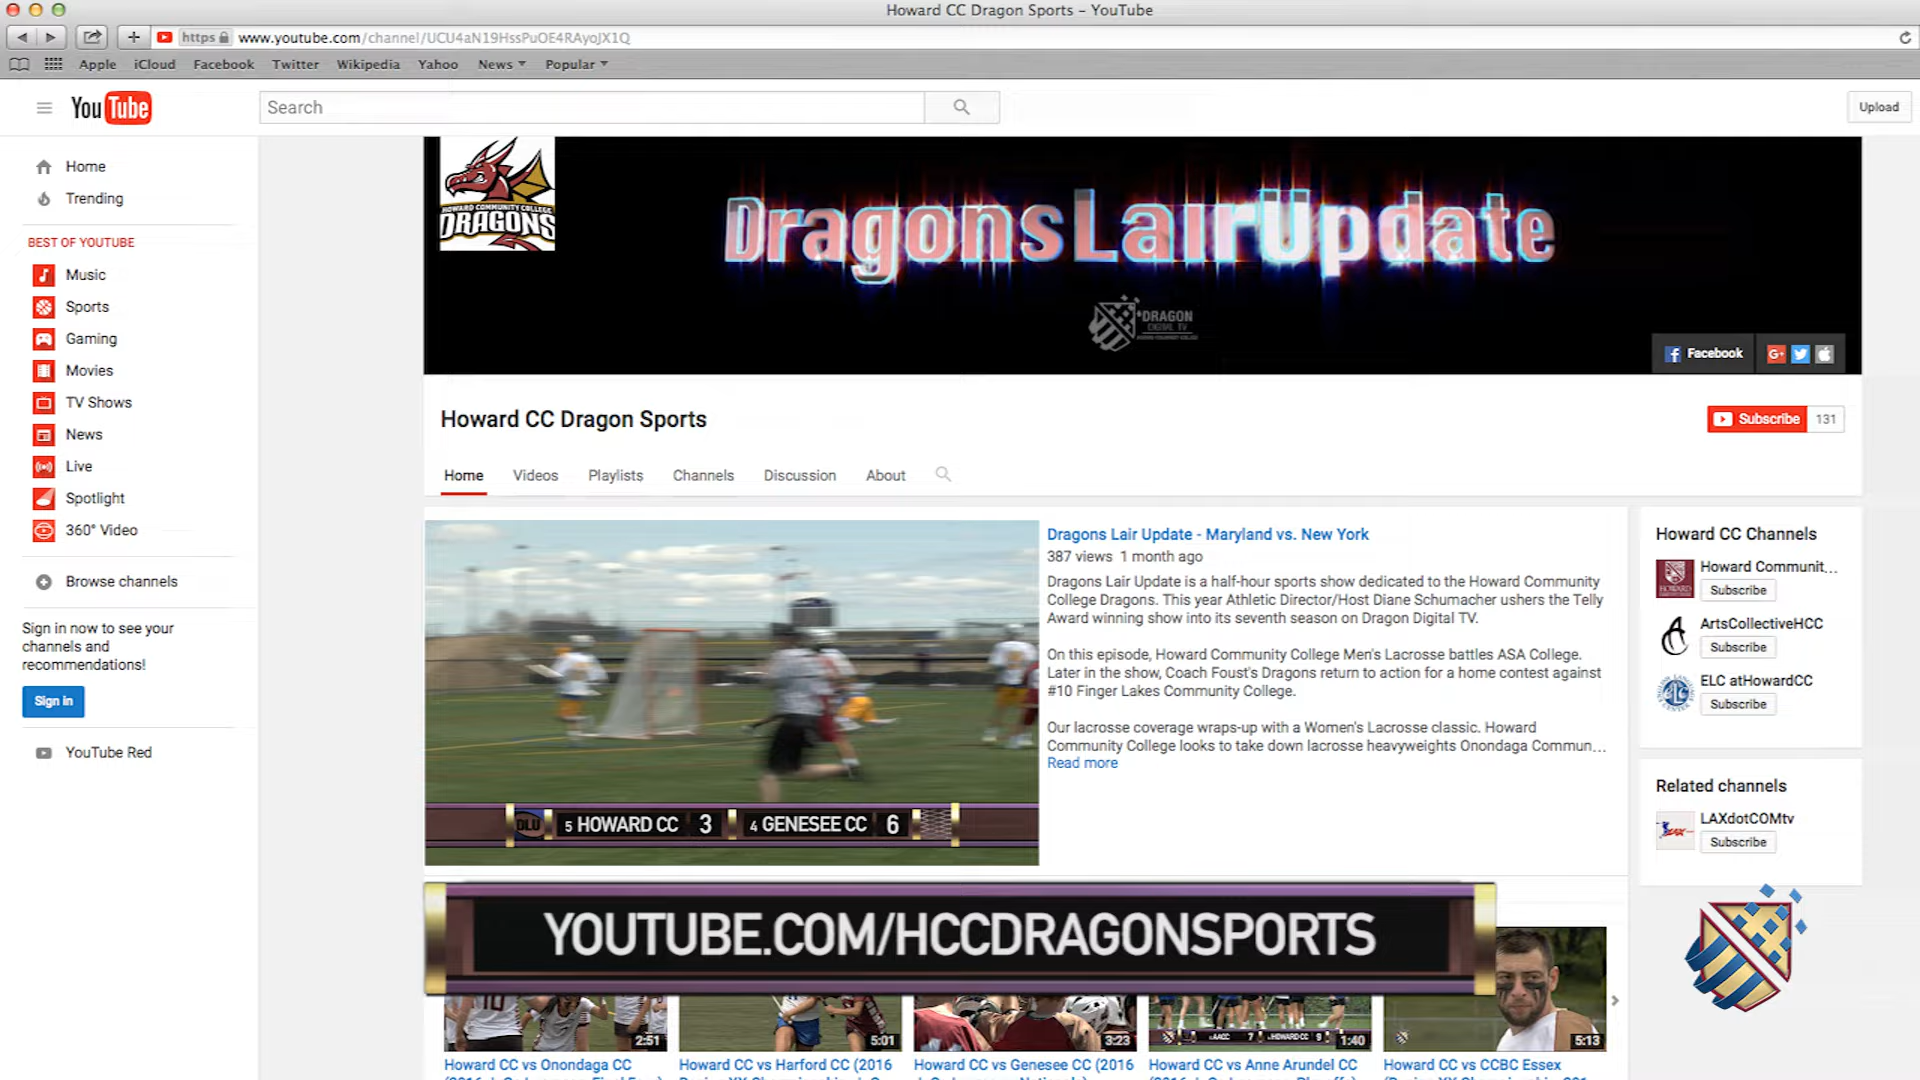 Howard CC Dragon Sports – YouTube
https www.youtube.com/channel/UCU4aN19HssPuOE4RAyoJX1Q
Apple iCloud Facebook Twitter Wikipedia Yahoo News Popular
YouTube
Search
Upload
Home
Trending
BEST OF YOUTUBE
Music
Sports
Gaming
Movies
TV Shows
News
Live
Spotlight
360° Video
Browse channels
Sign in now to see your
channels and
recommendations!
Sign in
YouTube Red
HOWARD COMMUNITY COLLEGE
DRAGONS
DragonsLairUpdate
DRAGON
DIGITAL TV
Facebook
G+
Howard CC Dragon Sports
Subscribe 131
Home Videos Playlists Channels Discussion About
Dragons Lair Update - Maryland vs. New York
387 views 1 month ago
Dragons Lair Update is a half-hour sports show dedicated to the Howard Community
College Dragons. This year Athletic Director/Host Diane Schumacher ushers the Telly
Award winning show into its seventh season on Dragon Digital TV.
On this episode, Howard Community College Men's Lacrosse battles ASA College.
Later in the show, Coach Foust's Dragons return to action for a home contest against
#10 Finger Lakes Community College.
Our lacrosse coverage wraps-up with a Women's Lacrosse classic. Howard
Community College looks to take down lacrosse heavyweights Onondaga Commun...
Read more
DLU 5 HOWARD CC 3 4 GENESEE CC 6
Howard CC Channels
Howard Communit...
Subscribe
ArtsCollectiveHCC
Subscribe
ELC atHowardCC
Subscribe
Related channels
LAXdotCOMtv
Subscribe
YOUTUBE.COM/HCCDRAGONSPORTS
10
AACC 7 HOWARD CC 9
2:51
5:01
3:23
1:40
5:13
Howard CC vs Onondaga CC
Howard CC vs Harford CC (2016
Howard CC vs Genesee CC (2016
Howard CC vs Anne Arundel CC
Howard CC vs CCBC Essex